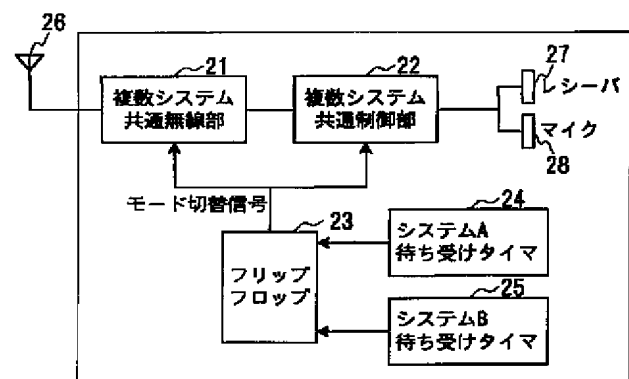 26
21
複数システム
共通無線部
22
複数システム
共通制御部
27
レシーバ
マイク
28
モード切替信号
23
フリップ
フロップ
24
システムA
待ち受けタイマ
25
システムB
待ち受けタイマ